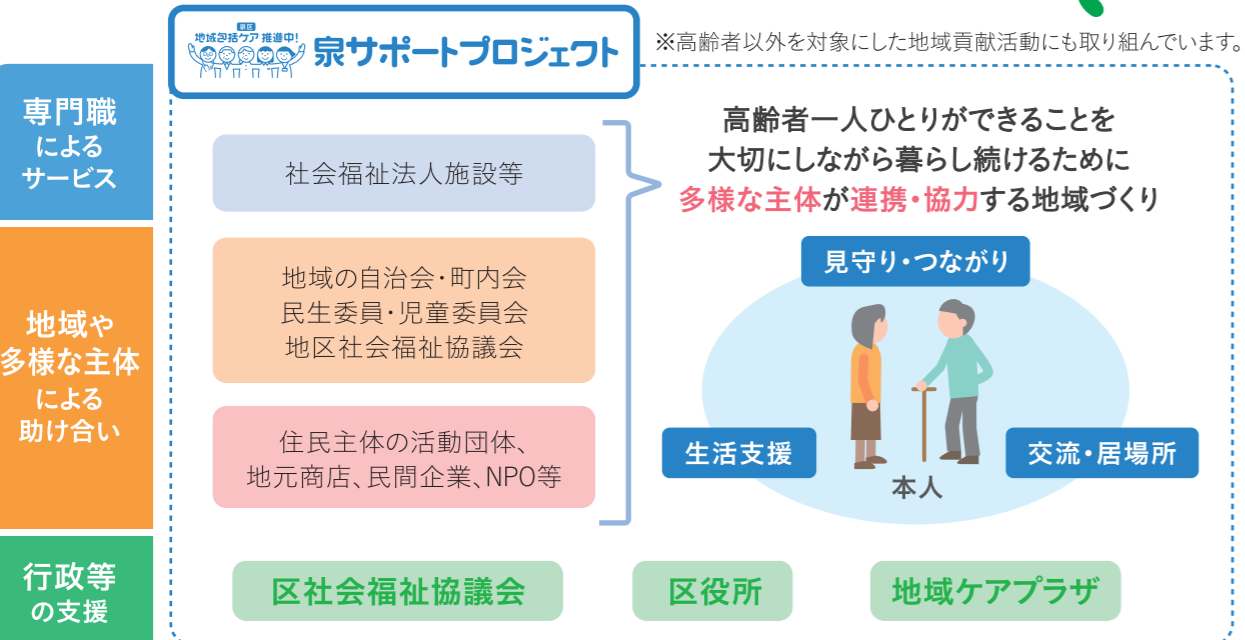 泉区
地域包括ケア推進中!
泉サポートプロジェクト
※高齢者以外を対象にした地域貢献活動にも取り組んでいます。
専門職
による
サービス
社会福祉法人施設等
高齢者一人ひとりができることを
大切にしながら暮らし続けるために
多様な主体が連携・協力する地域づくり
地域や
多様な主体
による
助け合い
地域の自治会・町内会
民生委員・児童委員会
地区社会福祉協議会
住民主体の活動団体、
地元商店、民間企業、NPO等
見守り・つながり
生活支援
交流・居場所
本人
行政等
の支援
区社会福祉協議会
区役所
地域ケアプラザ